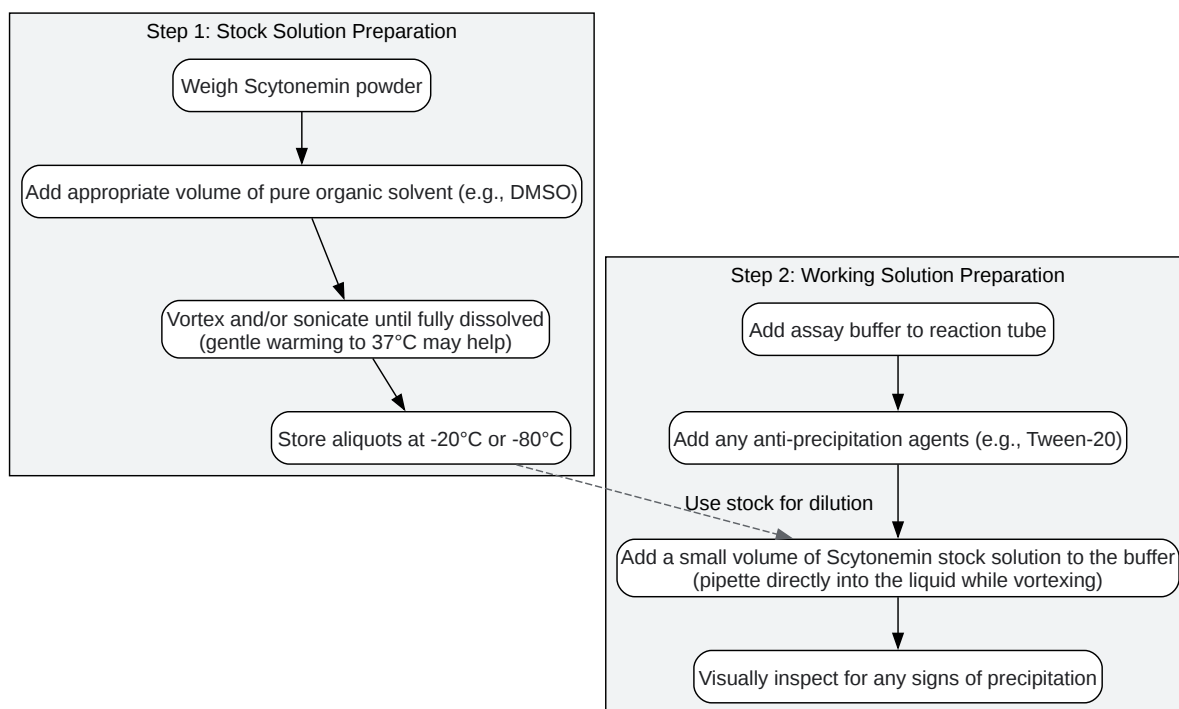 Step 1: Stock Solution Preparation
Weigh Scytonemin powder
Add appropriate volume of pure organic solvent (e.g., DMSO)
Vortex and/or sonicate until fully dissolved
(gentle warming to 37°C may help)
Store aliquots at -20°C or -80°C
Step 2: Working Solution Preparation
Add assay buffer to reaction tube
Add any anti-precipitation agents (e.g., Tween-20)
Use stock for dilution
Add a small volume of Scytonemin stock solution to the buffer
(pipette directly into the liquid while vortexing)
Visually inspect for any signs of precipitation